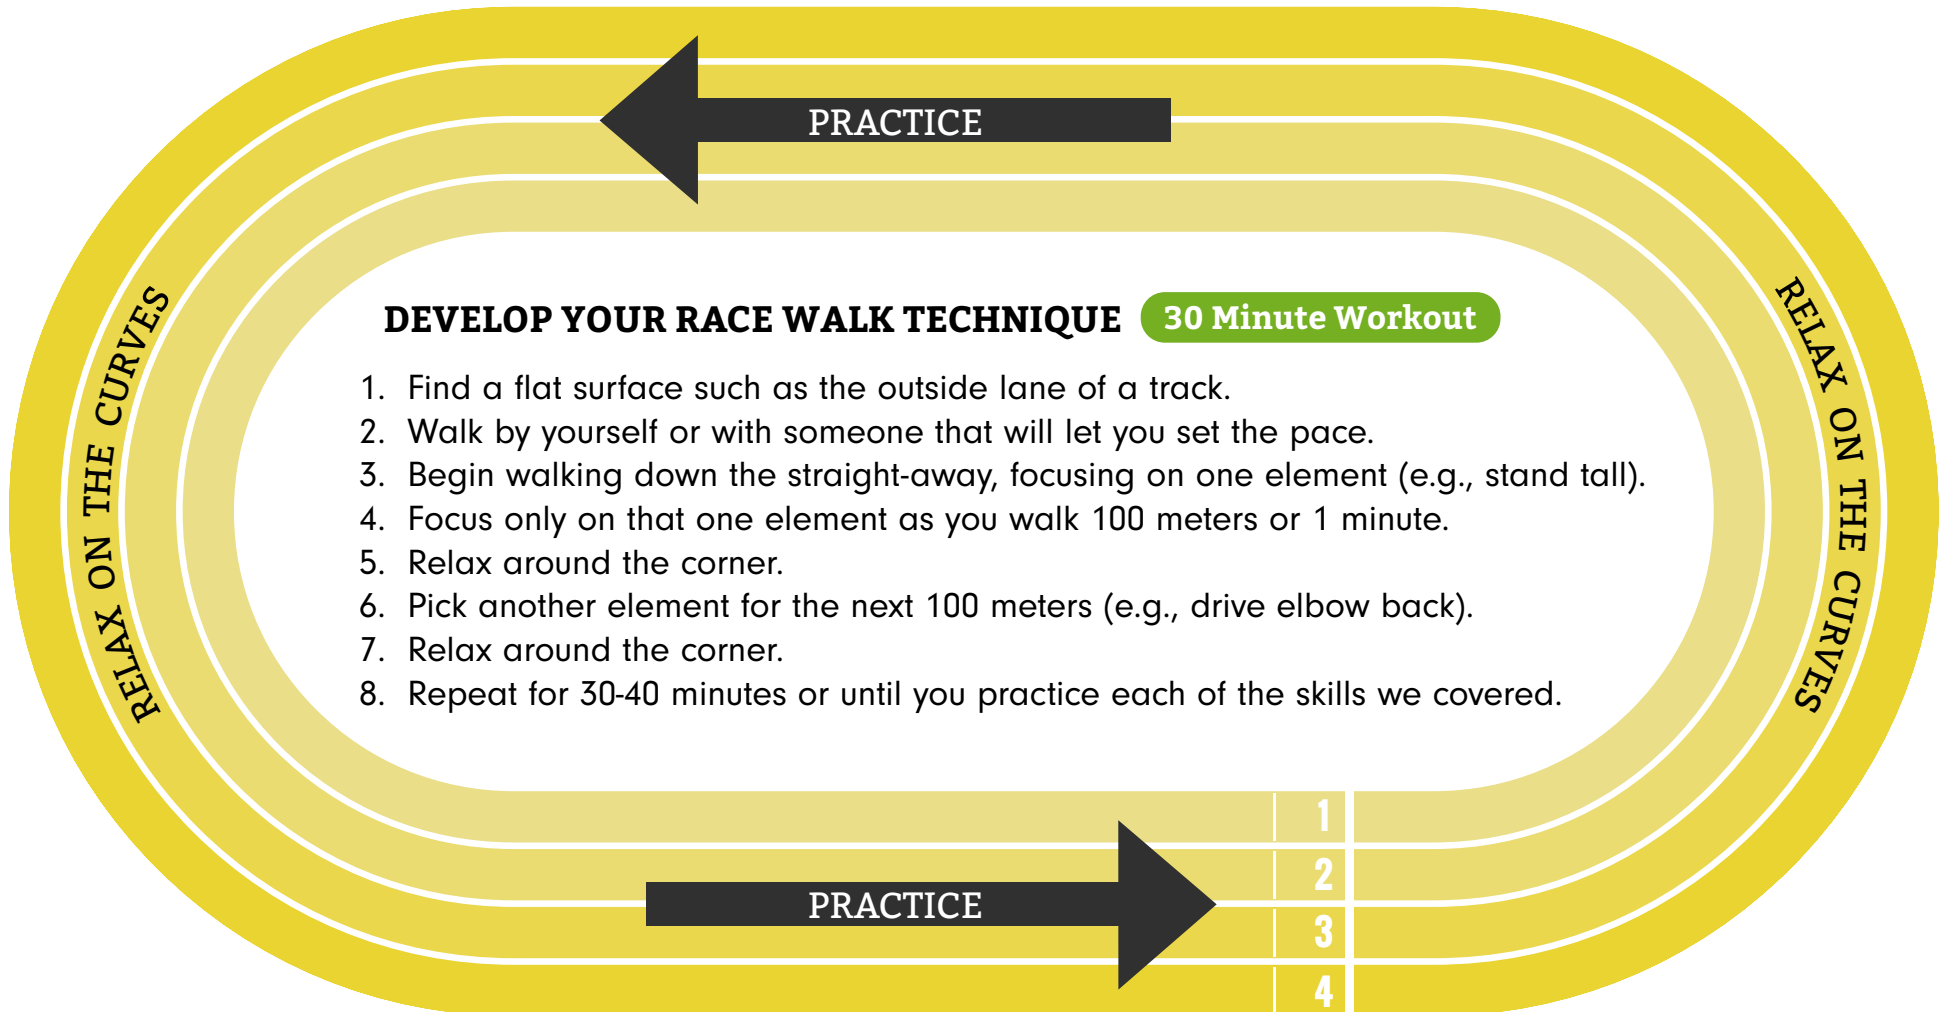 PRACTICE
RELAX ON THE CURVES
RELAX ON THE CURVES
DEVELOP YOUR RACE WALK TECHNIQUE 30 Minute Workout
1. Find a flat surface such as the outside lane of a track.
2. Walk by yourself or with someone that will let you set the pace.
3. Begin walking down the straight-away, focusing on one element (e.g., stand tall).
4. Focus only on that one element as you walk 100 meters or 1 minute.
5. Relax around the corner.
6. Pick another element for the next 100 meters (e.g., drive elbow back).
7. Relax around the corner.
8. Repeat for 30-40 minutes or until you practice each of the skills we covered.
1
2
PRACTICE
3
4